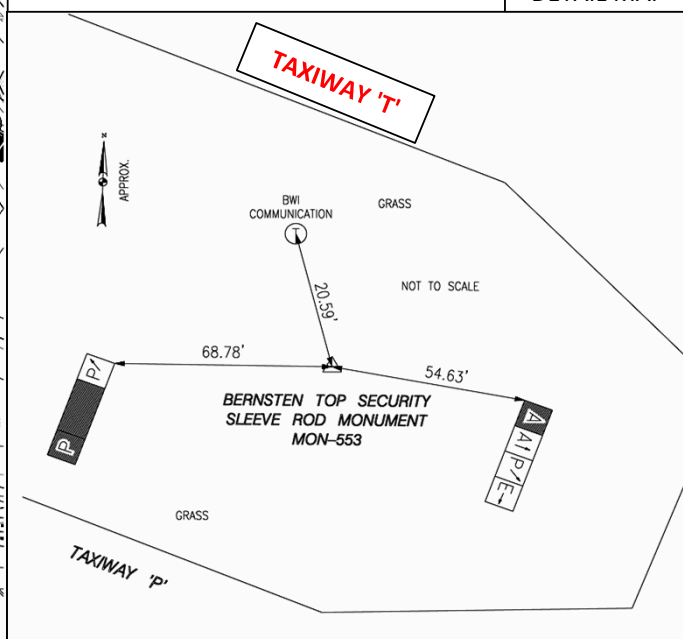 TAXIWAY 'T'
N
APPROX.
BWI
COMMUNICATION
T
GRASS
20.59'
NOT TO SCALE
68.78'
54.63'
P
P
BERNSTEN TOP SECURITY
SLEEVE ROD MONUMENT
MON–553
A
A
P
E
GRASS
TAXIWAY 'P'